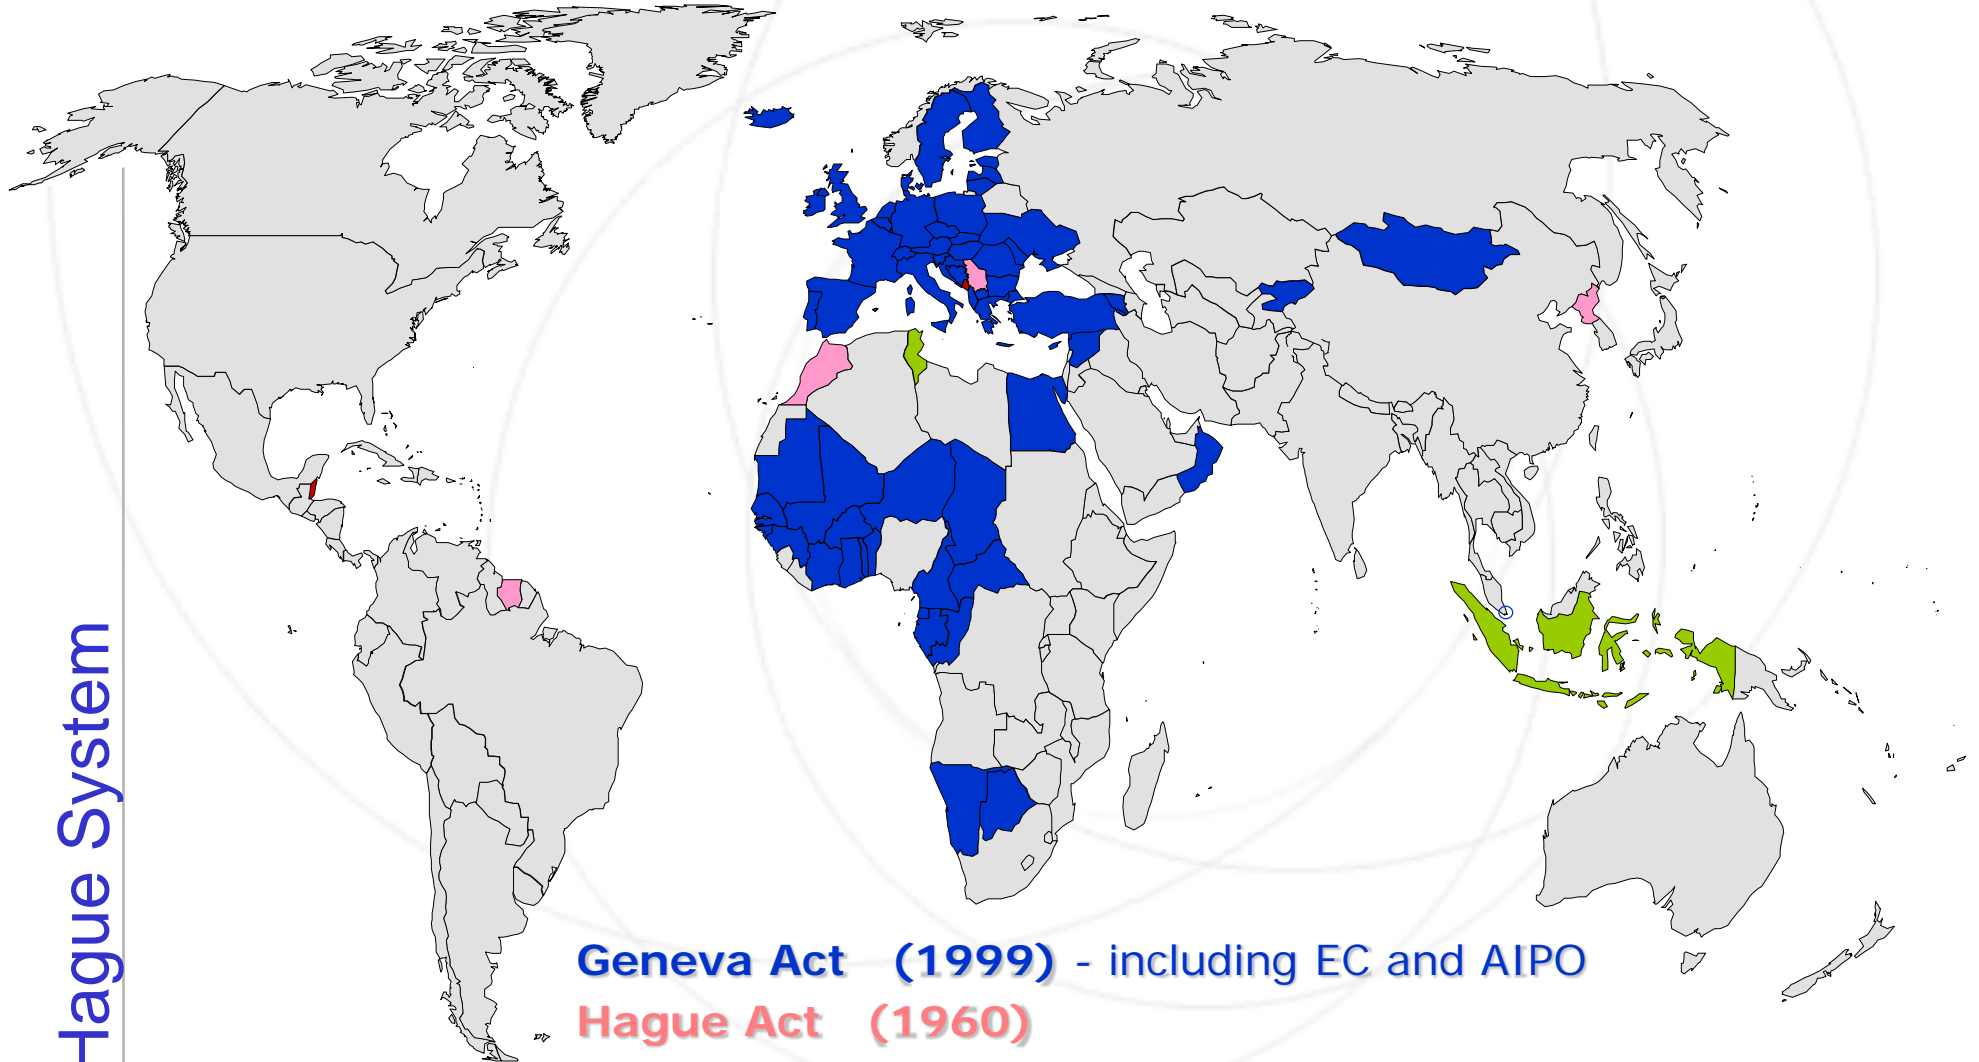 Hague System
Geneva Act (1999) - including EC and AIPO
Hague Act (1960)